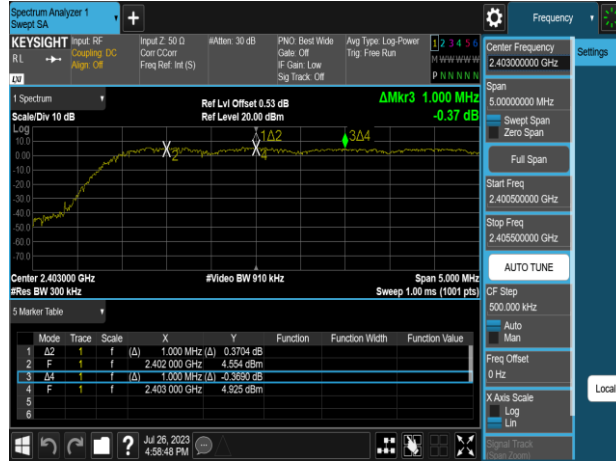 Spectrum Analyzer 1
Swept SA
+
Frequency
KEYSIGHT Input: RF
RL
Coupling: DC
Align: Off
Input Z: 50 Ω
Corr CCorr
Freq Ref: Int (S)
#Atten: 30 dB
PNO: Best Wide
Gate: Off
IF Gain: Low
Sig Track: Off
Avg Type: Log-Power
Trig: Free Run
1 2 3 4 5 6
M W W W W W
P N N N N N
LXI
1 Spectrum
Scale/Div 10 dB
Ref Lvl Offset 0.53 dB
Ref Level 20.00 dBm
ΔMkr3 1.000 MHz
-0.37 dB
Log
10.0
0.00
-10.0
-20.0
-30.0
-40.0
-50.0
-60.0
-70.0
2
1Δ2
4
3Δ4
Center 2.403000 GHz
#Res BW 300 kHz
#Video BW 910 kHz
Span 5.000 MHz
Sweep 1.00 ms (1001 pts)
5 Marker Table
Mode Trace Scale X Y Function Function Width Function Value
1 Δ2 1 f (Δ) 1.000 MHz (Δ) 0.3704 dB
2 F 1 f 2.402 000 GHz 4.554 dBm
3 Δ4 1 f (Δ) 1.000 MHz (Δ) -0.3690 dB
4 F 1 f 2.403 000 GHz 4.925 dBm
5
6
Jul 26, 2023
4:58:48 PM
?
Center Frequency
2.403000000 GHz
Settings
Span
5.00000000 MHz
Swept Span
Zero Span
Full Span
Start Freq
2.400500000 GHz
Stop Freq
2.405500000 GHz
AUTO TUNE
CF Step
500.000 kHz
Auto
Man
Freq Offset
0 Hz
X Axis Scale
Log
Lin
Local
Signal Track
(Span Zoom)